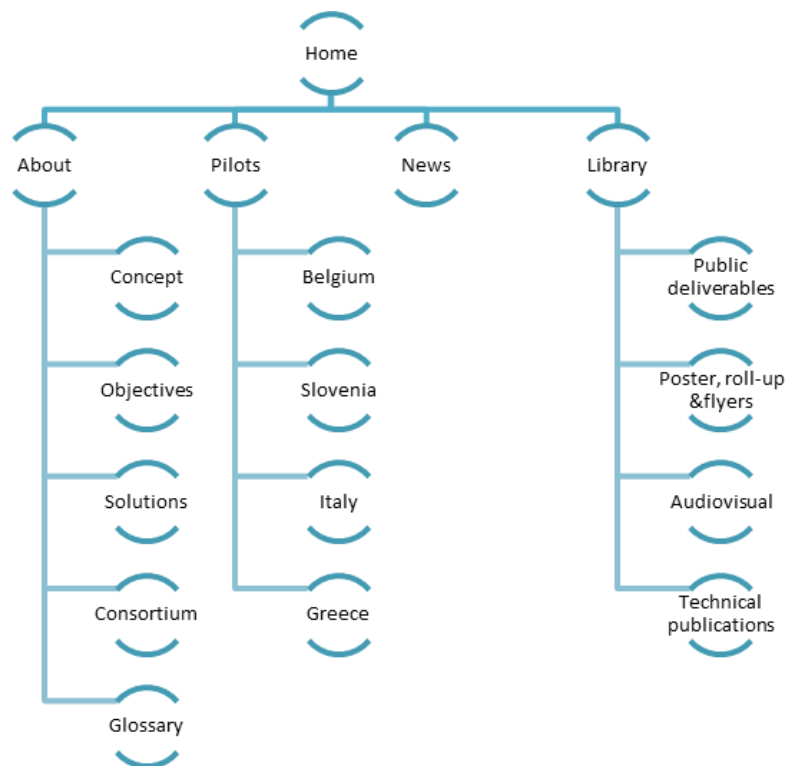 Home
About
Pilots
News
Library
Concept
Objectives
Solutions
Consortium
Glossary
Belgium
Slovenia
Italy
Greece
Public
deliverables
Poster, roll-up
&flyers
Audiovisual
Technical
publications